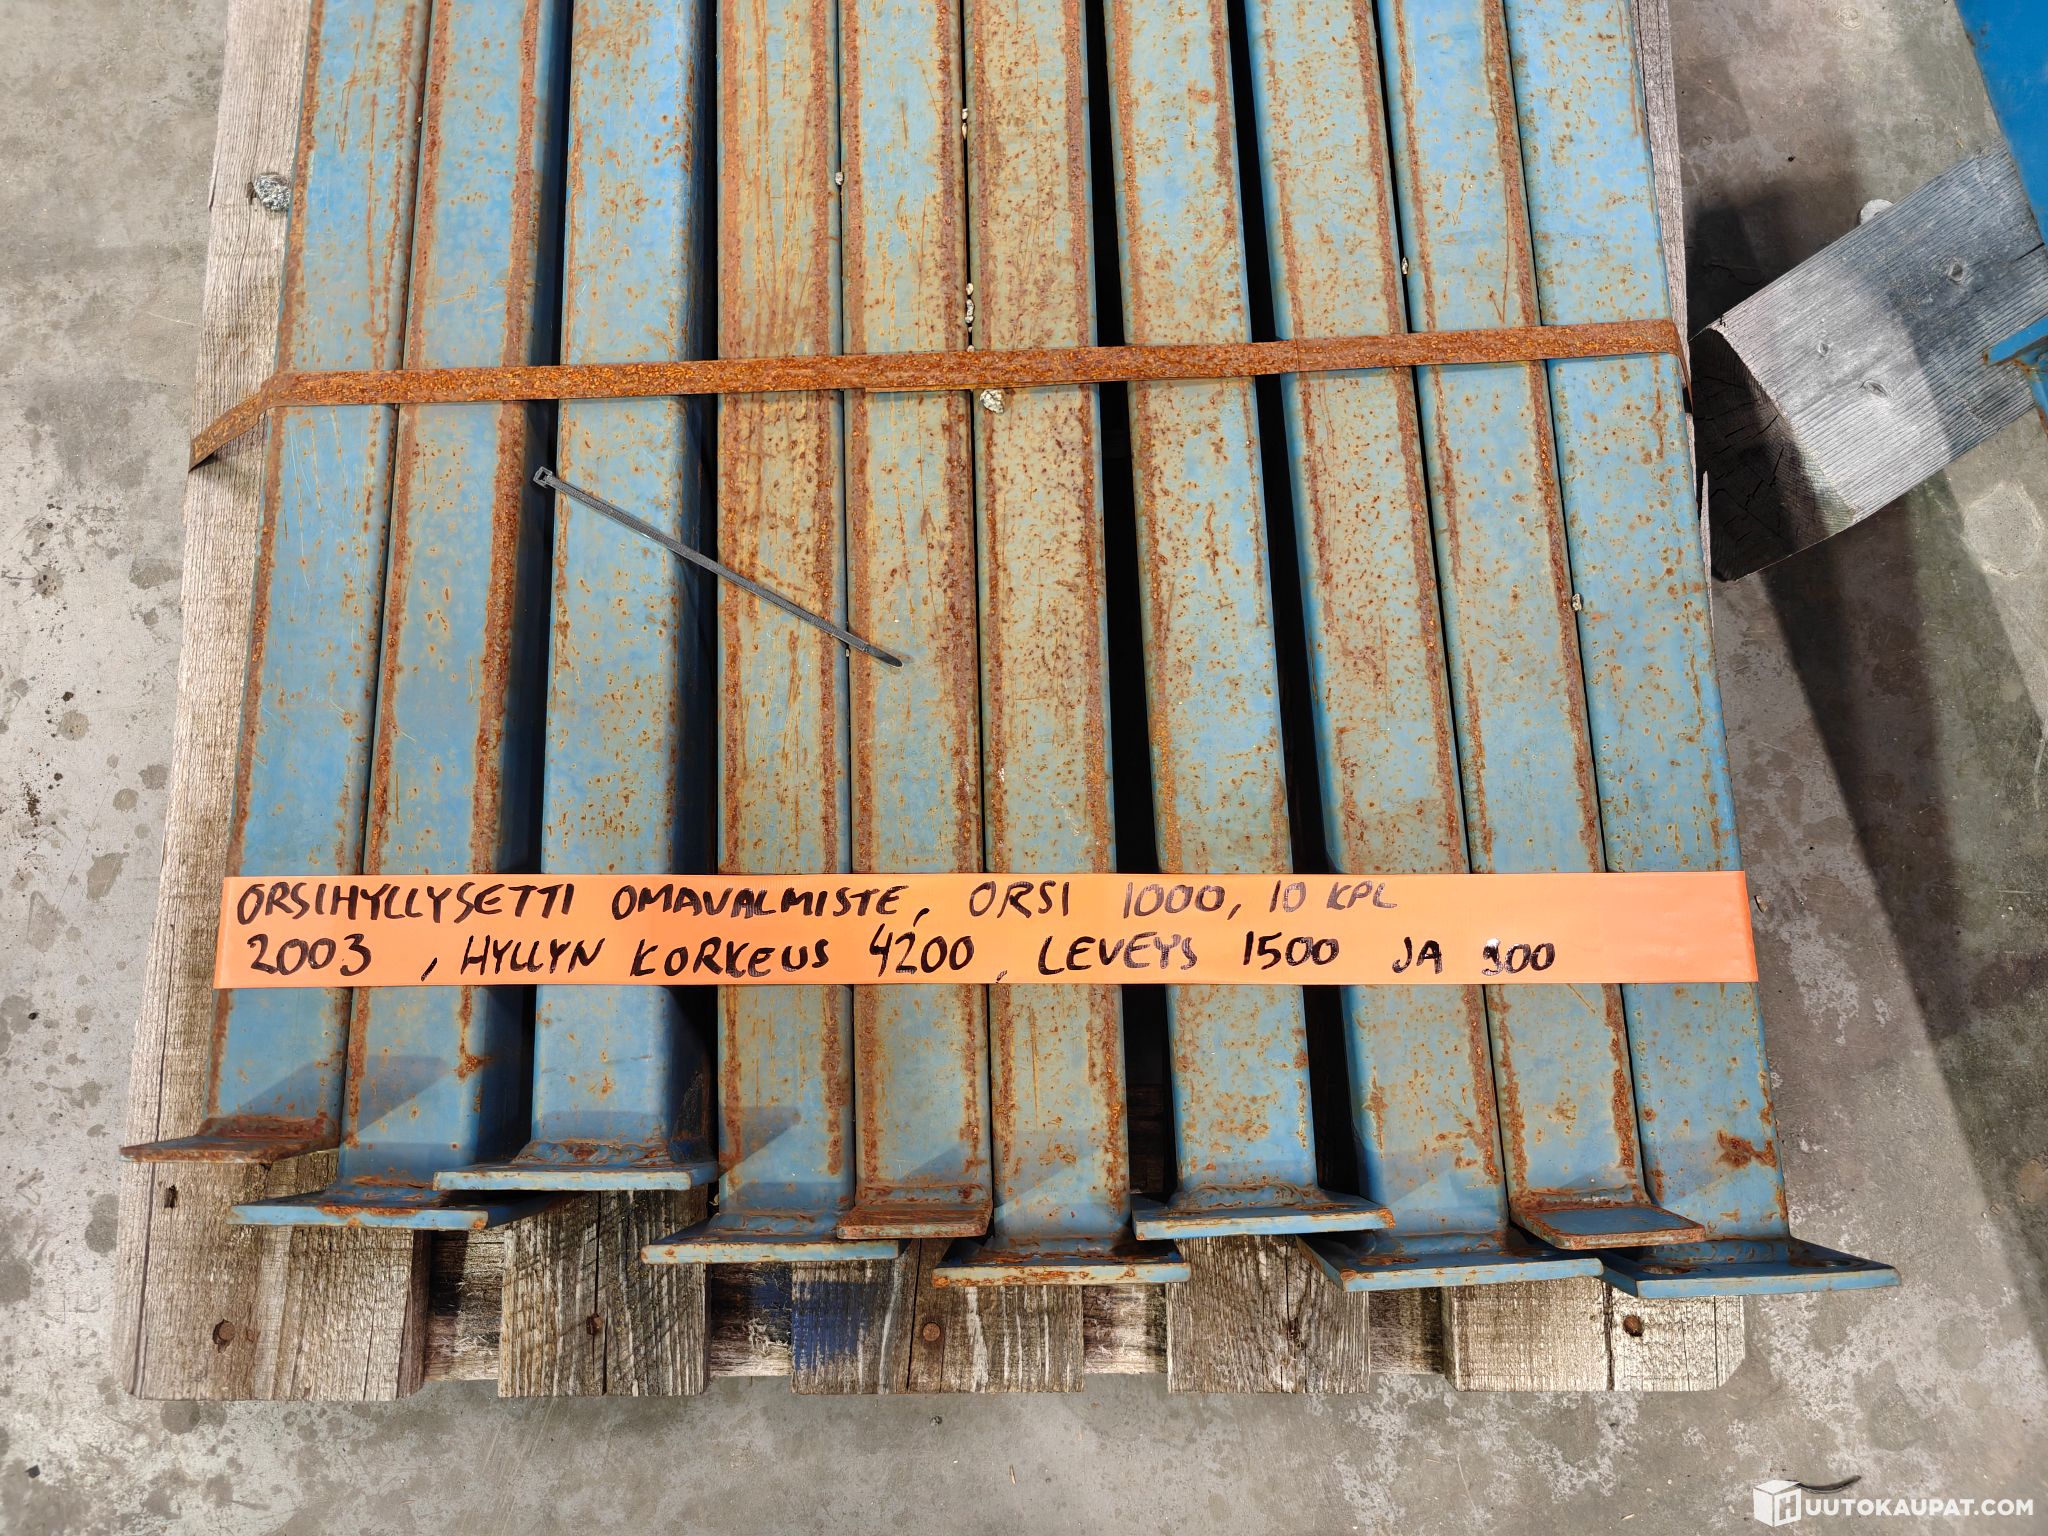 ORSIHYLLYSETTI OMAVALMISTE, ORSI 1000, 10 KPL
2003, HYLLYN KORKEUS 4200, LEVEYS 1500 JA 900
HUUTOKAUPAT.COM